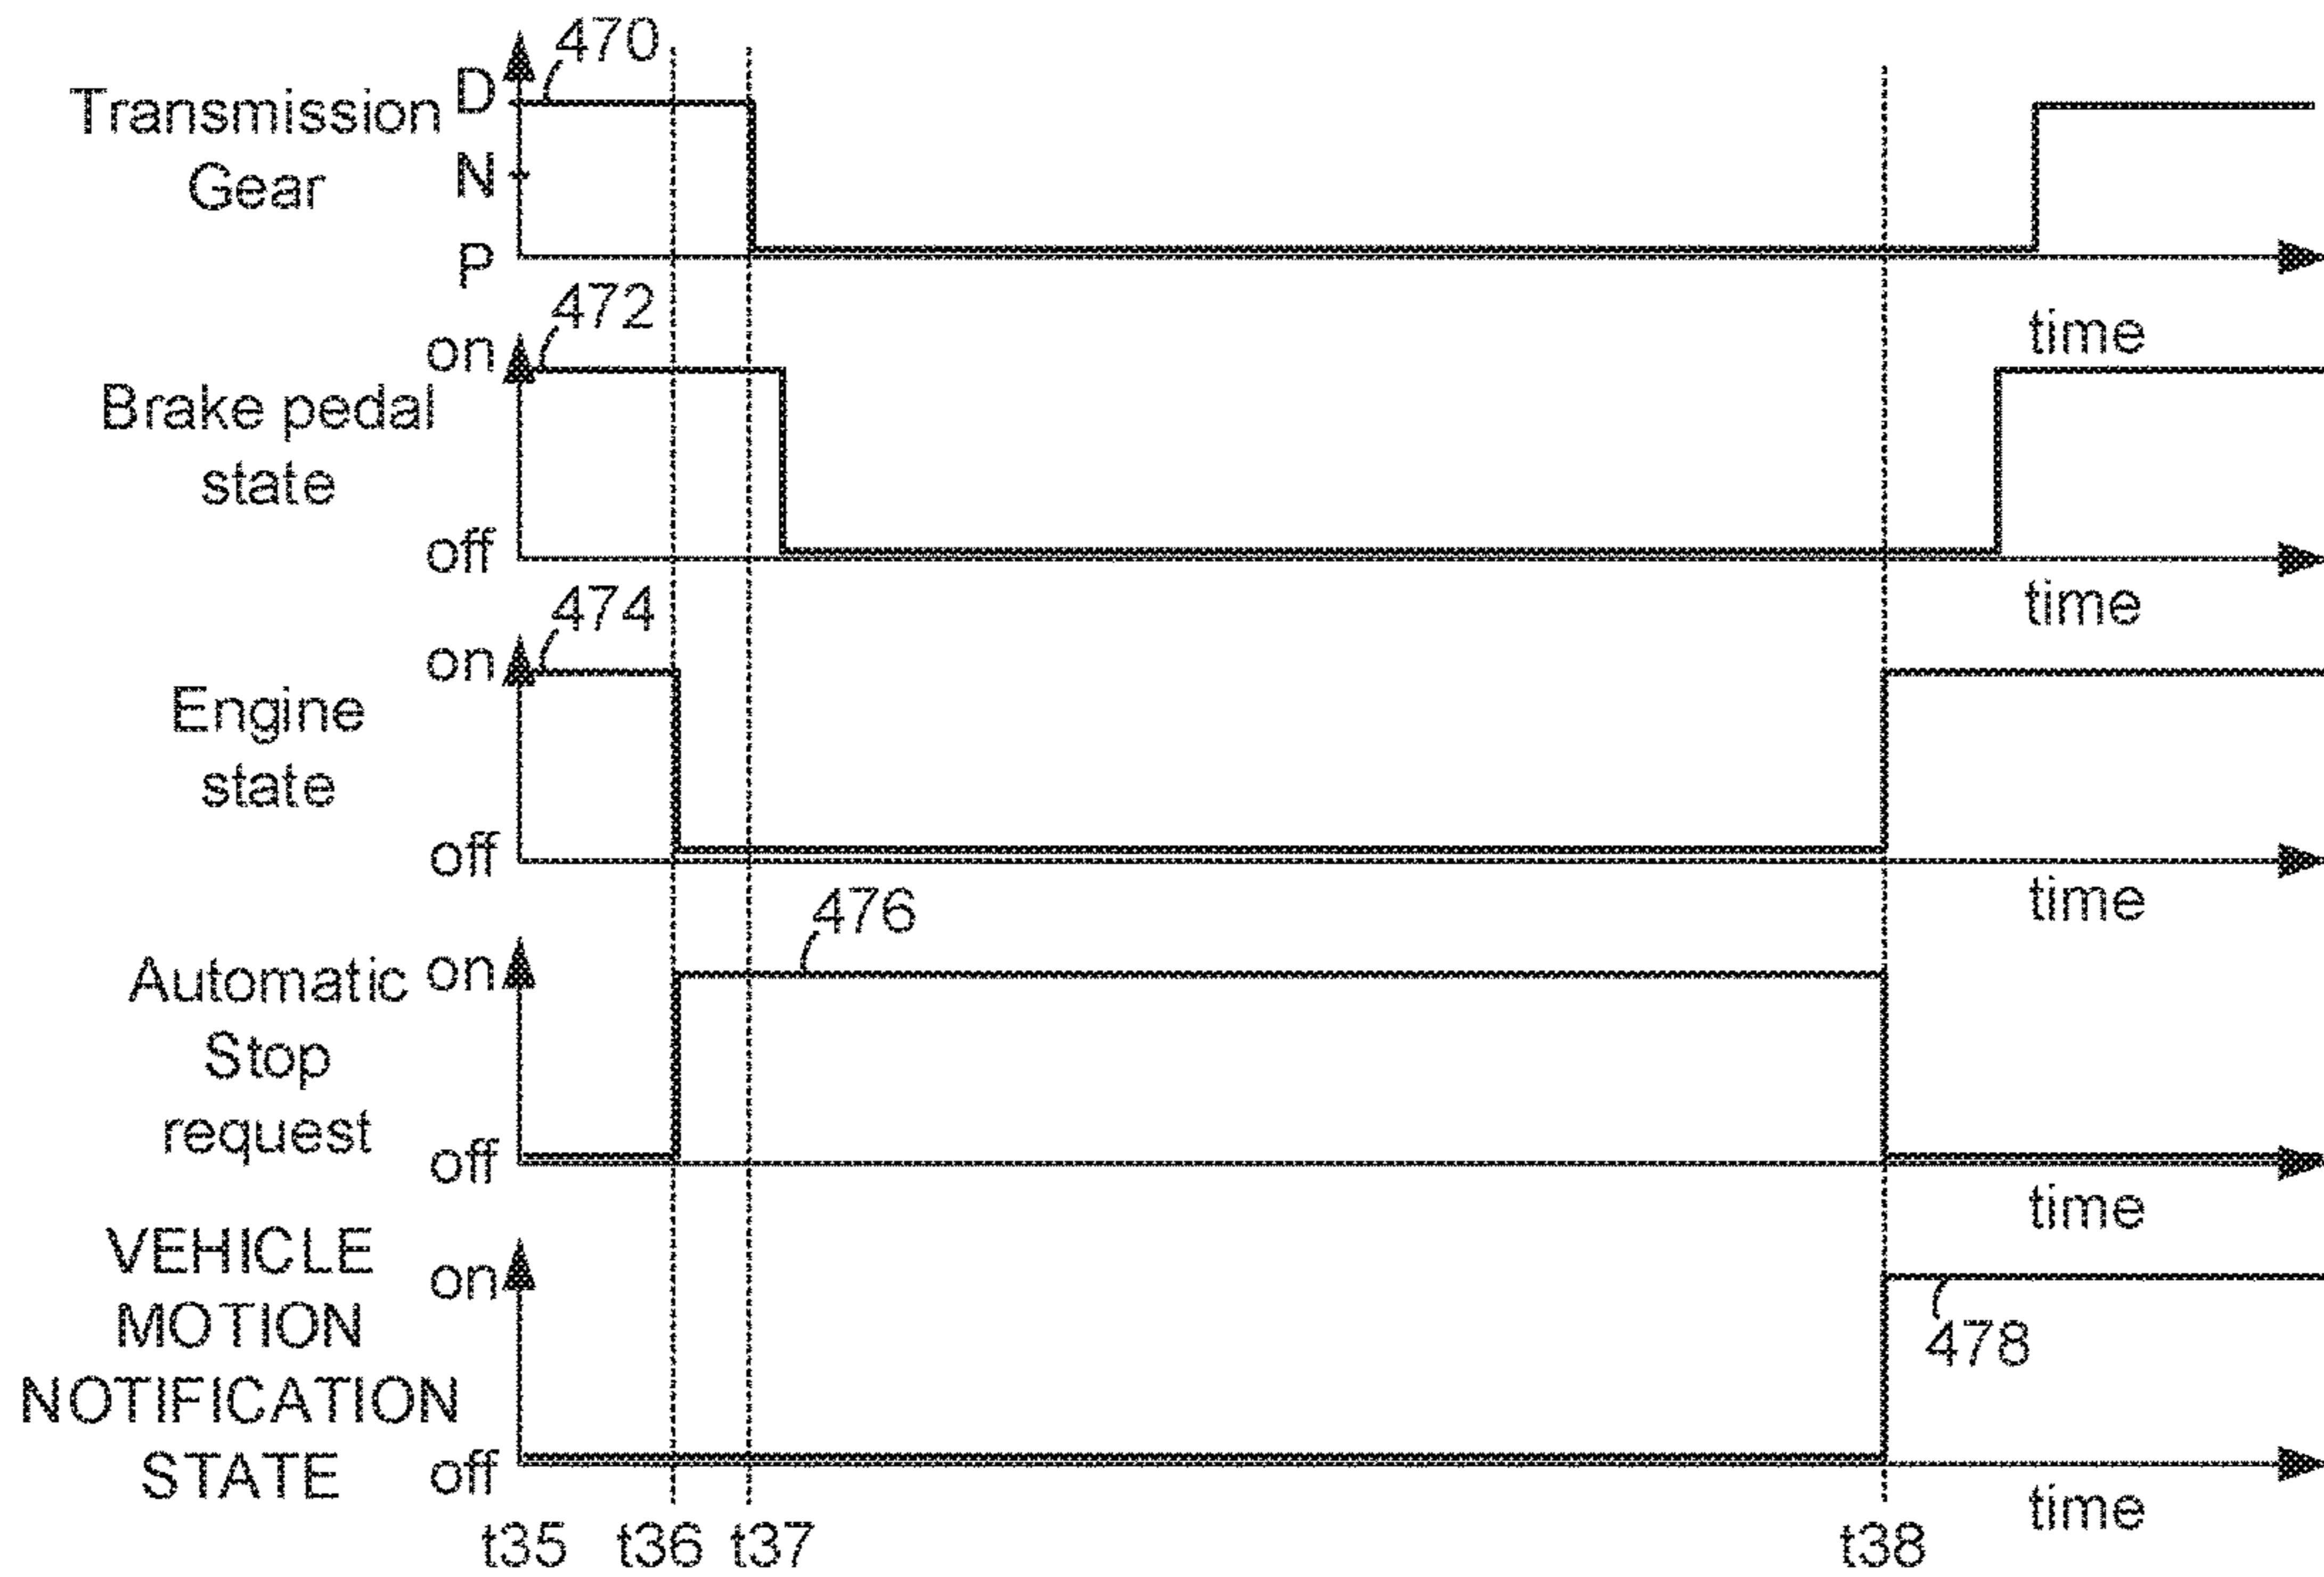 470
Transmission
Gear
D
N
P
time
472
on
Brake pedal
state
off
time
474
on
Engine
state
off
time
476
on
Automatic
Stop
request
off
time
VEHICLE
MOTION
NOTIFICATION
STATE
on
478
off
time
t35 t36 t37 t38